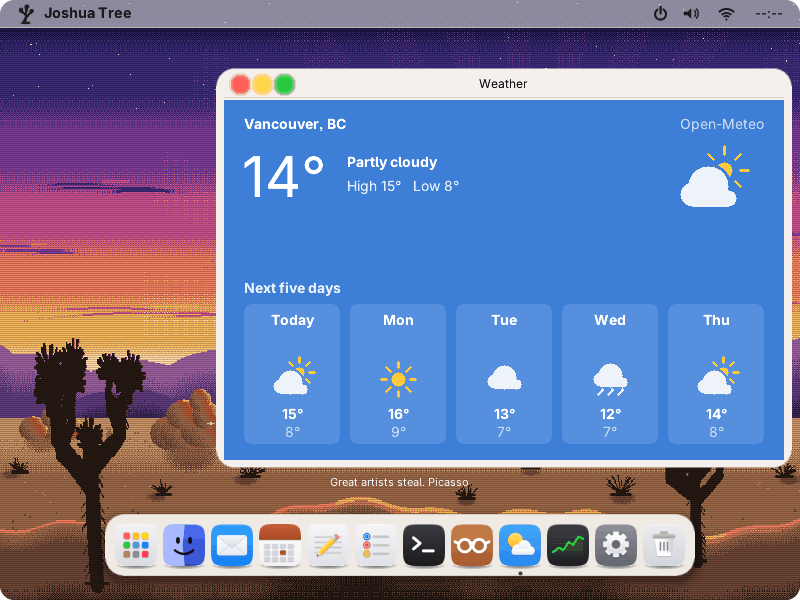 Joshua Tree
--:--
Weather
Vancouver, BC
Open-Meteo
14°
Partly cloudy
High 15° Low 8°
Next five days
Today Mon Tue Wed Thu
15° 16° 13° 12° 14°
8° 9° 7° 7° 8°
Great artists steal. Picasso